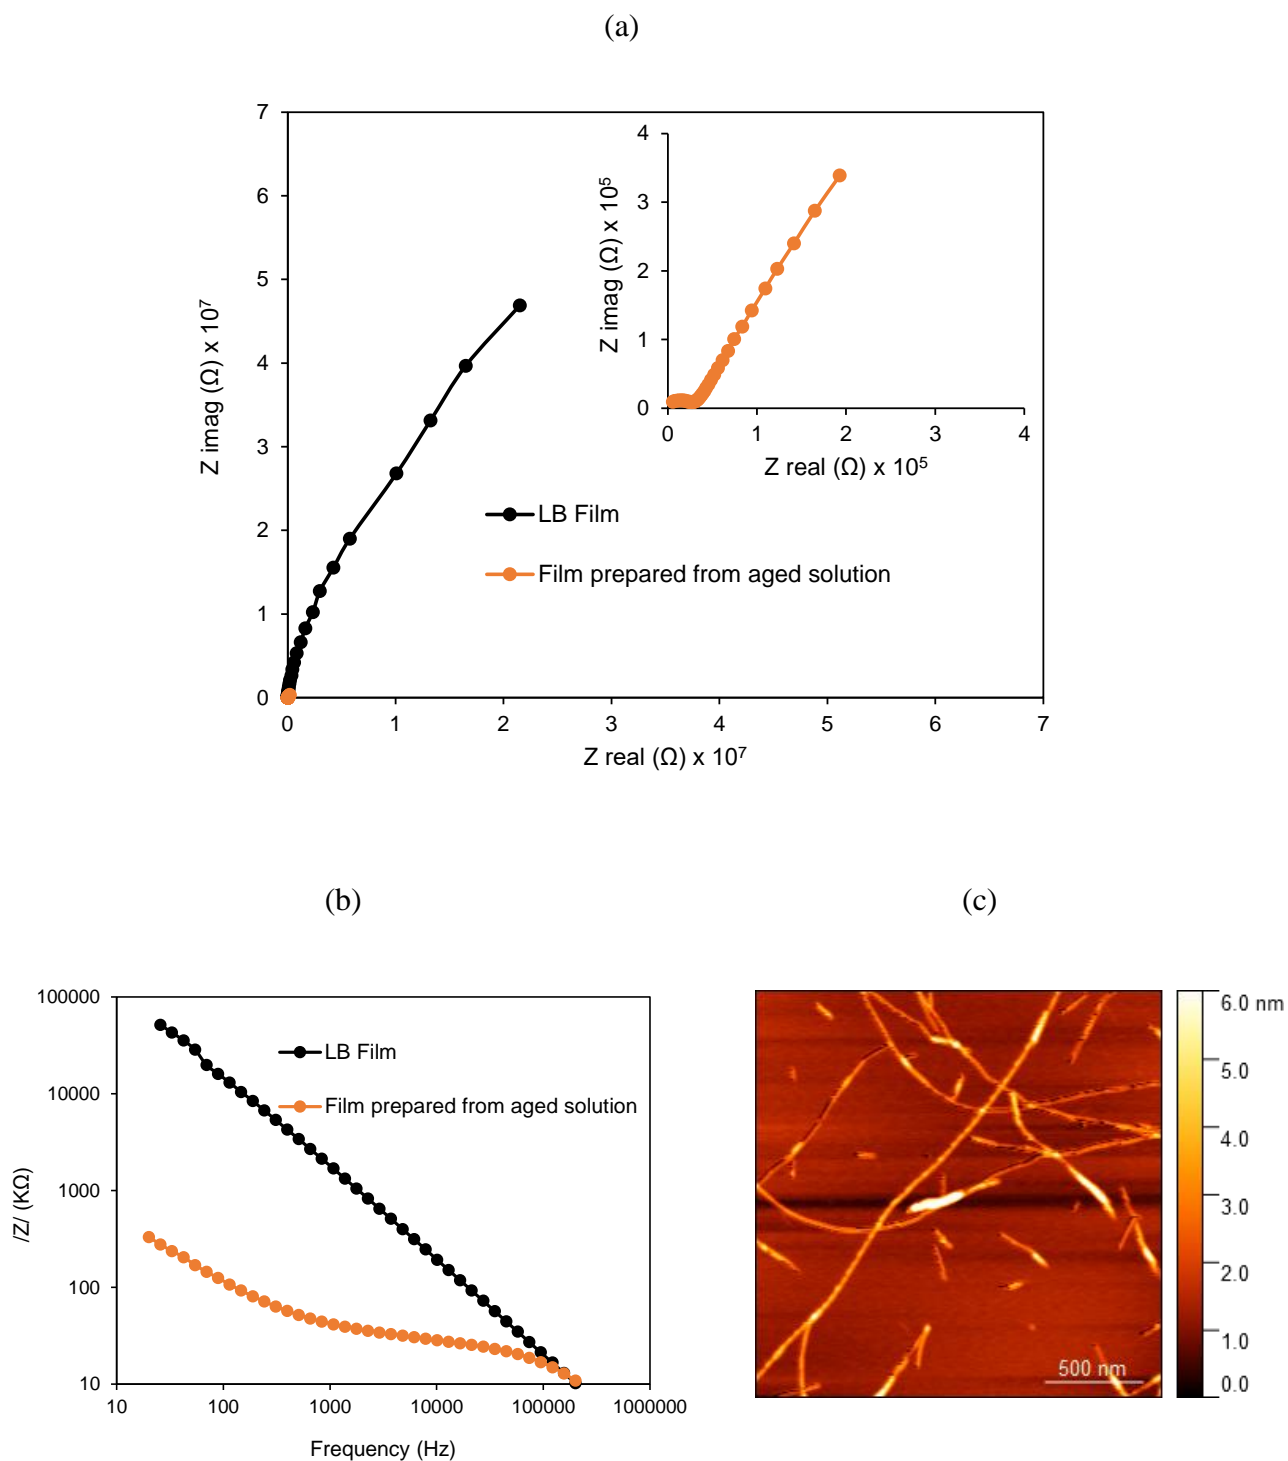 (a)
7
6
5
4
3
2
1
0
Z imag (Ω) x 10⁷
0 1 2 3 4 5 6 7
Z real (Ω) x 10⁷
4
3
2
1
0
Z imag (Ω) x 10⁵
0 1 2 3 4
Z real (Ω) x 10⁵
LB Film
Film prepared from aged solution
(b)
100000
10000
1000
100
10
/Z/ (KΩ)
10 100 1000 10000 100000 1000000
Frequency (Hz)
LB Film
Film prepared from aged solution
(c)
6.0 nm
5.0
4.0
3.0
2.0
1.0
0.0
500 nm